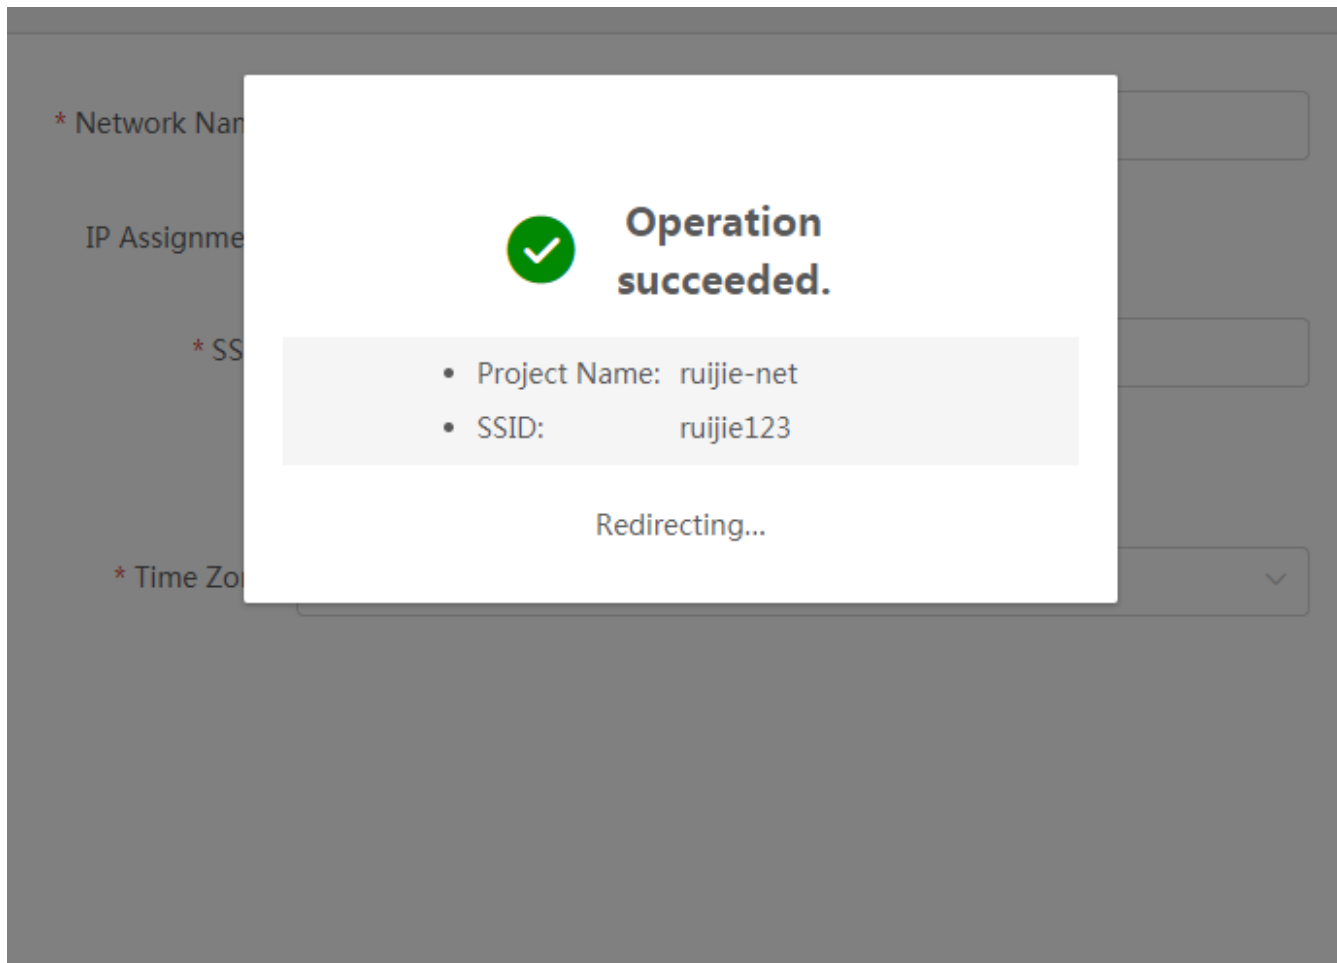 * Network Nan
Operation
succeeded.
IP Assignme
* SS
• Project Name: ruijie-net
• SSID: ruijie123
Redirecting...
* Time Zo